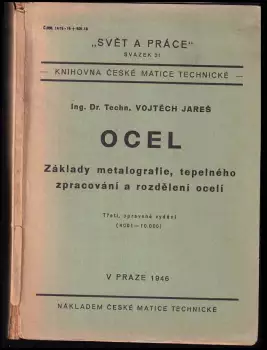 „SVĚT A PRÁCE"
SVAZEK 21
— KNIHOVNA ČESKÉ MATICE TECHNICKÉ —
Ing. Dr. Techn. VOJTĚCH JAREŠ
OCEL
Základy metalografie, tepelného
zpracování a rozdělení ocelí
Třetí, opravené vydání
V PRAZE 1946
NÁKLADEM ČESKÉ MATICE TECHNICKÉ